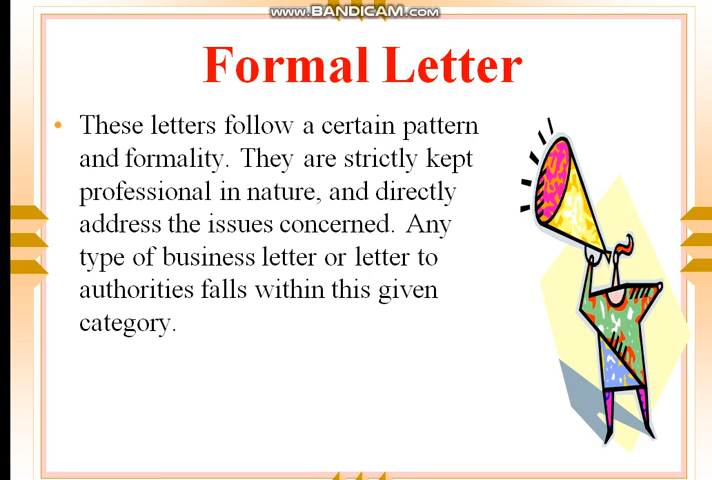 www.BANDICAM.com
Formal Letter
• These letters follow a certain pattern
and formality. They are strictly kept
professional in nature, and directly
address the issues concerned. Any
type of business letter or letter to
authorities falls within this given
category.